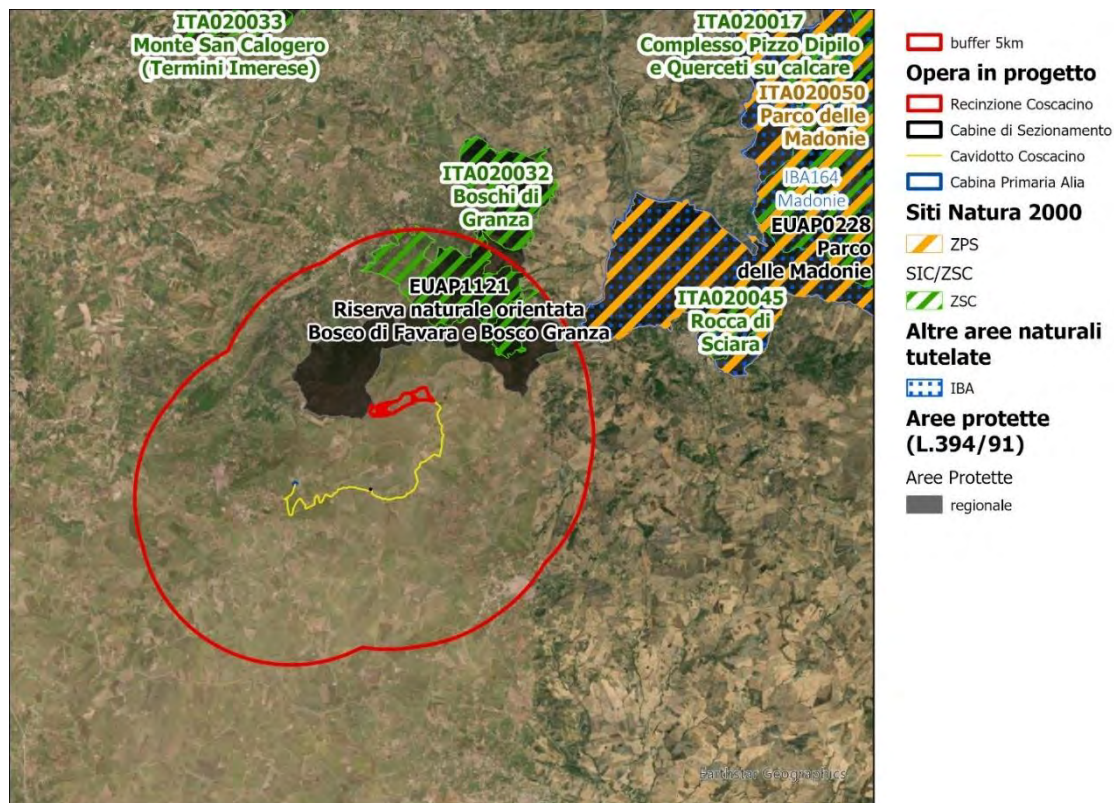 ITA020033
Monte San Calogero
(Termini Imerese)
ITA020017
Complesso Pizzo Dipilo
e Querceti su calcare
ITA020050
Parco delle
Madonie
IBA164
Madonie
EUAP0228
Parco
delle Madonie
ITA020032
Boschi di
Granza
EUAP1121
Riserva naturale orientata
Bosco di Favara e Bosco Granza
ITA020045
Rocca di
Sciara
Earthstar Geographics
buffer 5km
Opera in progetto
Recinzione Coscacino
Cabine di Sezionamento
Cavidotto Coscacino
Cabina Primaria Alia
Siti Natura 2000
ZPS
SIC/ZSC
ZSC
Altre aree naturali
tutelate
IBA
Aree protette
(L.394/91)
Aree Protette
regionale